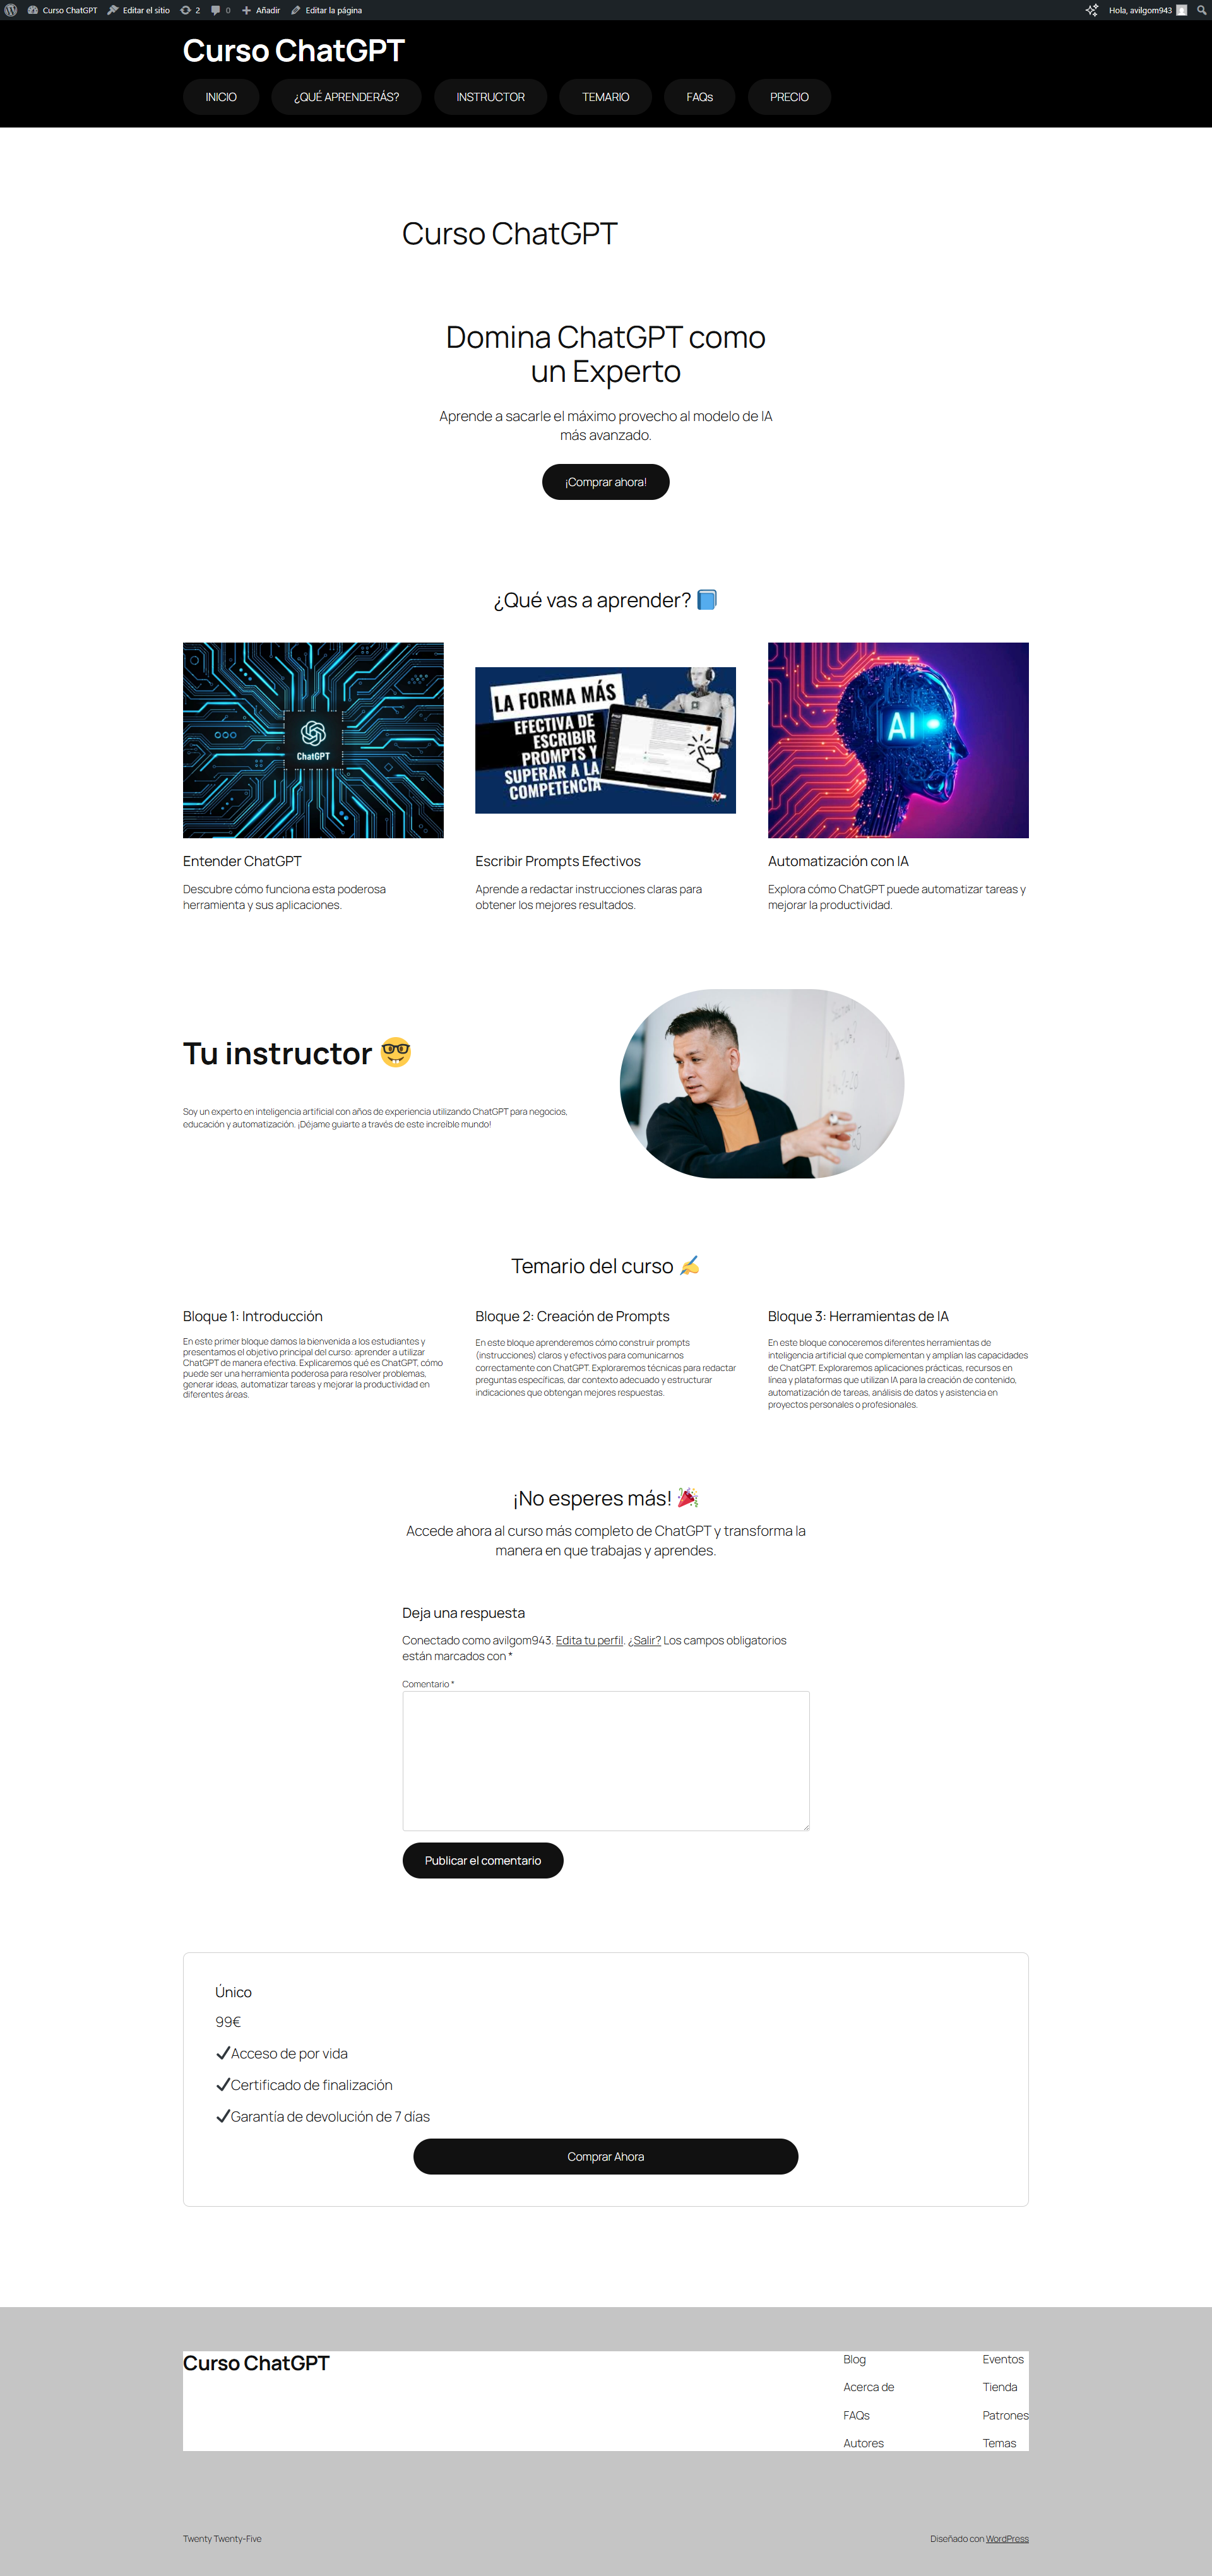 Curso ChatGPT
Editar el sitio
2
0
Añadir
Editar la página
Hola, avilgom943
Curso ChatGPT
INICIO
¿QUÉ APRENDERÁS?
INSTRUCTOR
TEMARIO
FAQs
PRECIO
Curso ChatGPT
Domina ChatGPT como
un Experto
Aprende a sacarle el máximo provecho al modelo de IA
más avanzado.
¡Comprar ahora!
¿Qué vas a aprender? 📘
ChatGPT
LA FORMA MÁS
EFECTIVA DE
ESCRIBIR
PROMPTS Y
SUPERAR A LA
COMPETENCIA
AI
Entender ChatGPT
Descubre cómo funciona esta poderosa
herramienta y sus aplicaciones.
Escribir Prompts Efectivos
Aprende a redactar instrucciones claras para
obtener los mejores resultados.
Automatización con IA
Explora cómo ChatGPT puede automatizar tareas y
mejorar la productividad.
Tu instructor 🤓
Soy un experto en inteligencia artificial con años de experiencia utilizando ChatGPT para negocios,
educación y automatización. ¡Déjame guiarte a través de este increíble mundo!
Temario del curso ✍️
Bloque 1: Introducción
En este primer bloque damos la bienvenida a los estudiantes y
presentamos el objetivo principal del curso: aprender a utilizar
ChatGPT de manera efectiva. Explicaremos qué es ChatGPT, cómo
puede ser una herramienta poderosa para resolver problemas,
generar ideas, automatizar tareas y mejorar la productividad en
diferentes áreas.
Bloque 2: Creación de Prompts
En este bloque aprenderemos cómo construir prompts
(instrucciones) claros y efectivos para comunicarnos
correctamente con ChatGPT. Exploraremos técnicas para redactar
preguntas específicas, dar contexto adecuado y estructurar
indicaciones que obtengan mejores respuestas.
Bloque 3: Herramientas de IA
En este bloque conoceremos diferentes herramientas de
inteligencia artificial que complementan y amplían las capacidades
de ChatGPT. Exploraremos aplicaciones prácticas, recursos en
línea y plataformas que utilizan IA para la creación de contenido,
automatización de tareas, análisis de datos y asistencia en
proyectos personales o profesionales.
¡No esperes más! 🎉
Accede ahora al curso más completo de ChatGPT y transforma la
manera en que trabajas y aprendes.
Deja una respuesta
Conectado como avilgom943. Edita tu perfil. ¿Salir? Los campos obligatorios
están marcados con *
Comentario *
Publicar el comentario
Único
99€
✓Acceso de por vida
✓Certificado de finalización
✓Garantía de devolución de 7 días
Comprar Ahora
Curso ChatGPT
Blog
Acerca de
FAQs
Autores
Eventos
Tienda
Patrones
Temas
Twenty Twenty-Five
Diseñado con WordPress